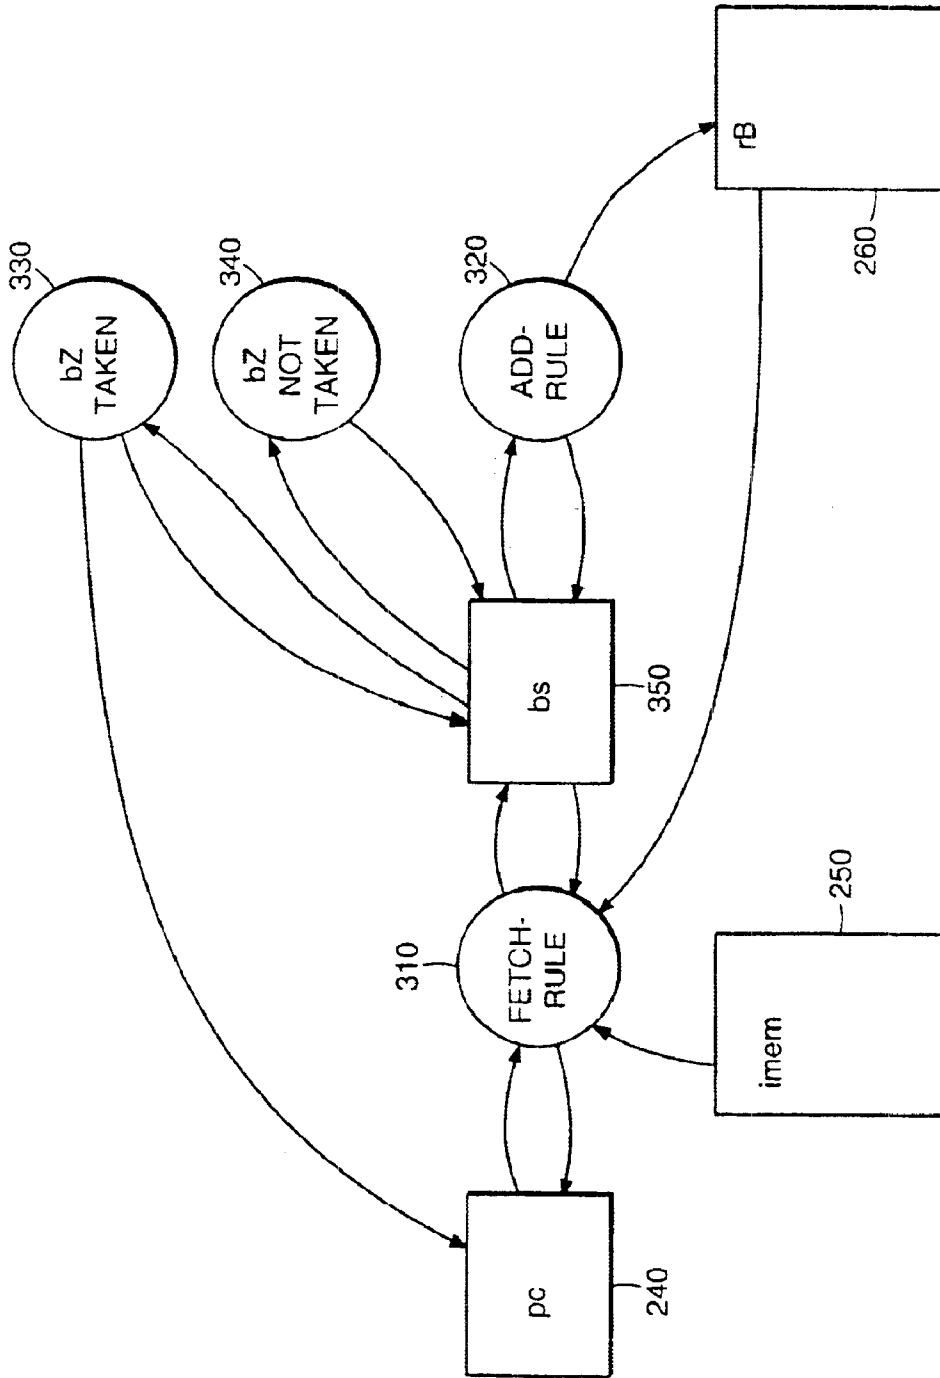 330
bZ
TAKEN
340
bZ
NOT
TAKEN
320
ADD-
RULE
rB
260
bs
350
310
FETCH-
RULE
imem
250
pc
240